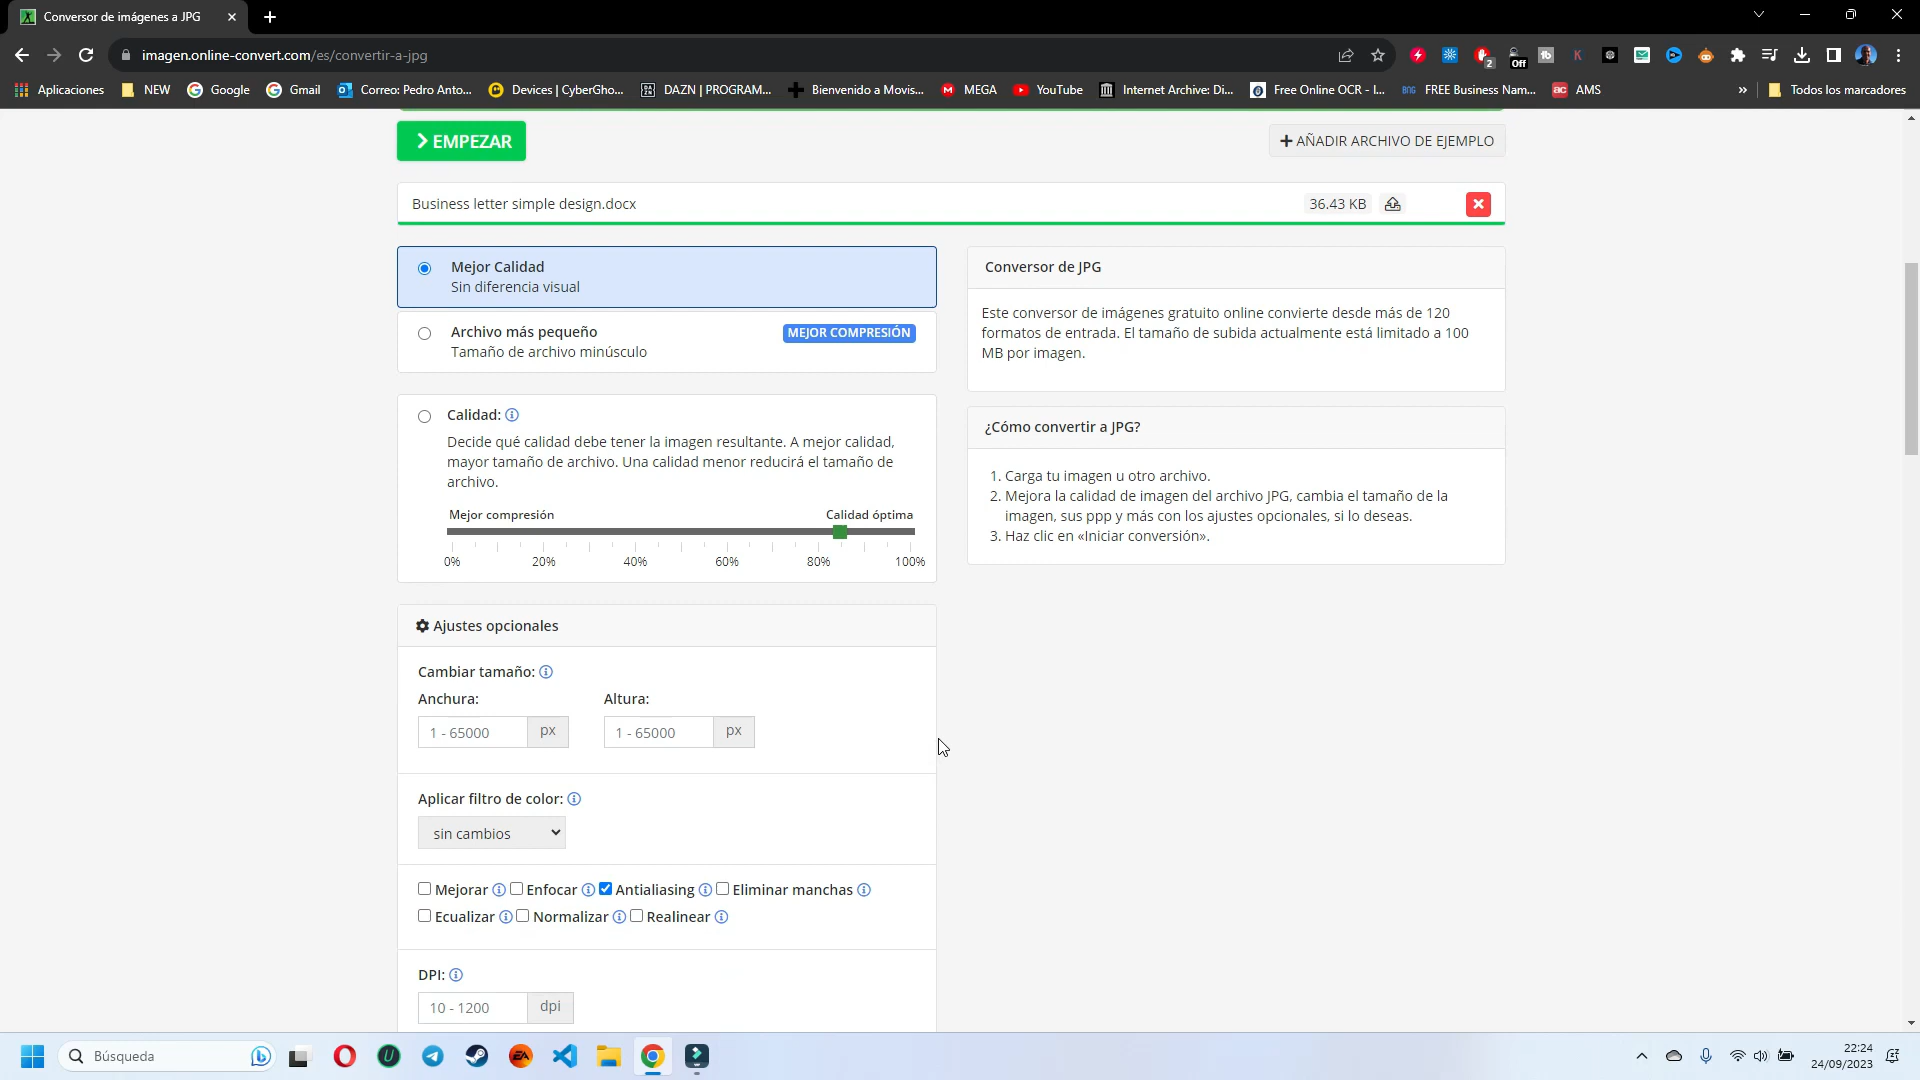 Conversor de imágenes a JPG
imagen.online-convert.com/es/convertir-a-jpg
2
Off
Aplicaciones
NEW
Google
Gmail
Correo: Pedro Anto...
Devices | CyberGho...
DAZN | PROGRAM...
Bienvenido a Movis...
MEGA
YouTube
Internet Archive: Di...
Free Online OCR - I...
FREE Business Nam...
AMS
»
Todos los marcadores
EMPEZAR
AÑADIR ARCHIVO DE EJEMPLO
Business letter simple design.docx
36.43 KB
Mejor Calidad
Sin diferencia visual
Archivo más pequeño
MEJOR COMPRESIÓN
Tamaño de archivo minúsculo
Calidad:
Decide qué calidad debe tener la imagen resultante. A mejor calidad,
mayor tamaño de archivo. Una calidad menor reducirá el tamaño de
archivo.
Mejor compresión
Calidad óptima
0%
20%
40%
60%
80%
100%
Conversor de JPG
Este conversor de imágenes gratuito online convierte desde más de 120
formatos de entrada. El tamaño de subida actualmente está limitado a 100
MB por imagen.
¿Cómo convertir a JPG?
1. Carga tu imagen u otro archivo.
2. Mejora la calidad de imagen del archivo JPG, cambia el tamaño de la
imagen, sus ppp y más con los ajustes opcionales, si lo deseas.
3. Haz clic en «Iniciar conversión».
Ajustes opcionales
Cambiar tamaño:
Anchura:
Altura:
1 - 65000
px
1 - 65000
px
Aplicar filtro de color:
sin cambios
Mejorar
Enfocar
Antialiasing
Eliminar manchas
Ecualizar
Normalizar
Realinear
DPI:
10 - 1200
dpi
Búsqueda
22:24
24/09/2023